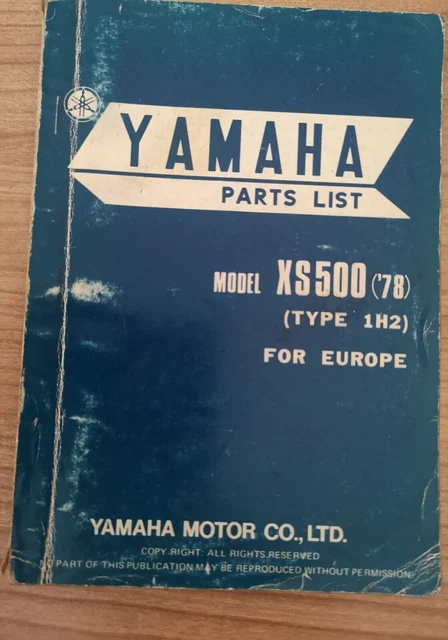 YAMAHA
PARTS LIST
MODEL XS500 ('78)
(TYPE 1H2)
FOR EUROPE
YAMAHA MOTOR CO., LTD.
COPY RIGHT. ALL RIGHTS RESERVED
NO PART OF THIS PUBLICATION MAY BE REPRODUCED WITHOUT PERMISSION